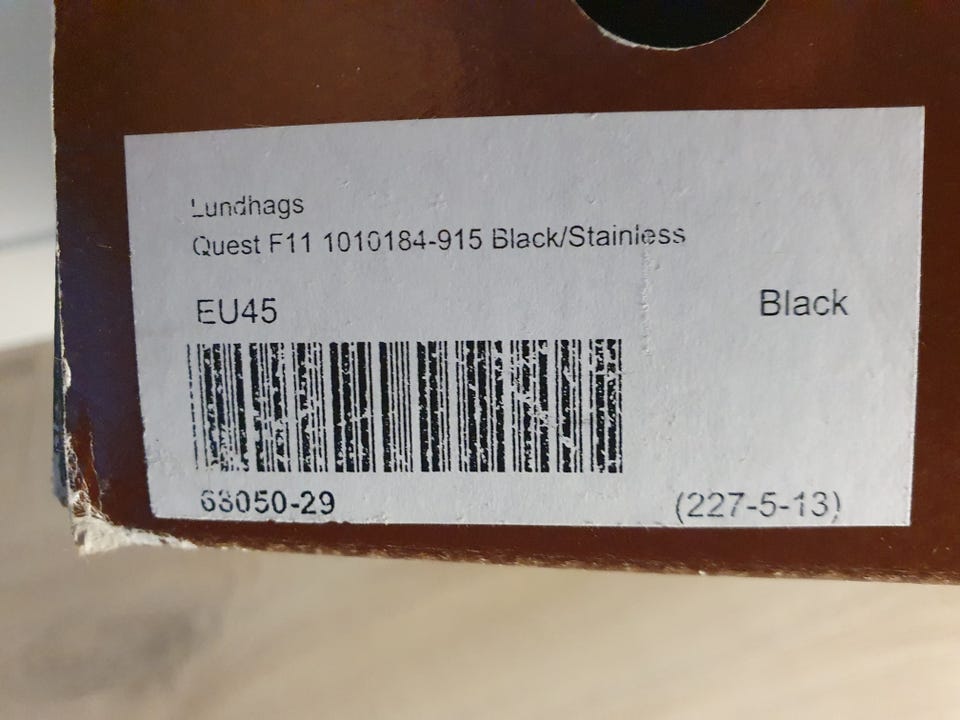 Lundhags
Quest F11 1010184-915 Black/Stainless
EU45
Black
63050-29
(227-5-13)